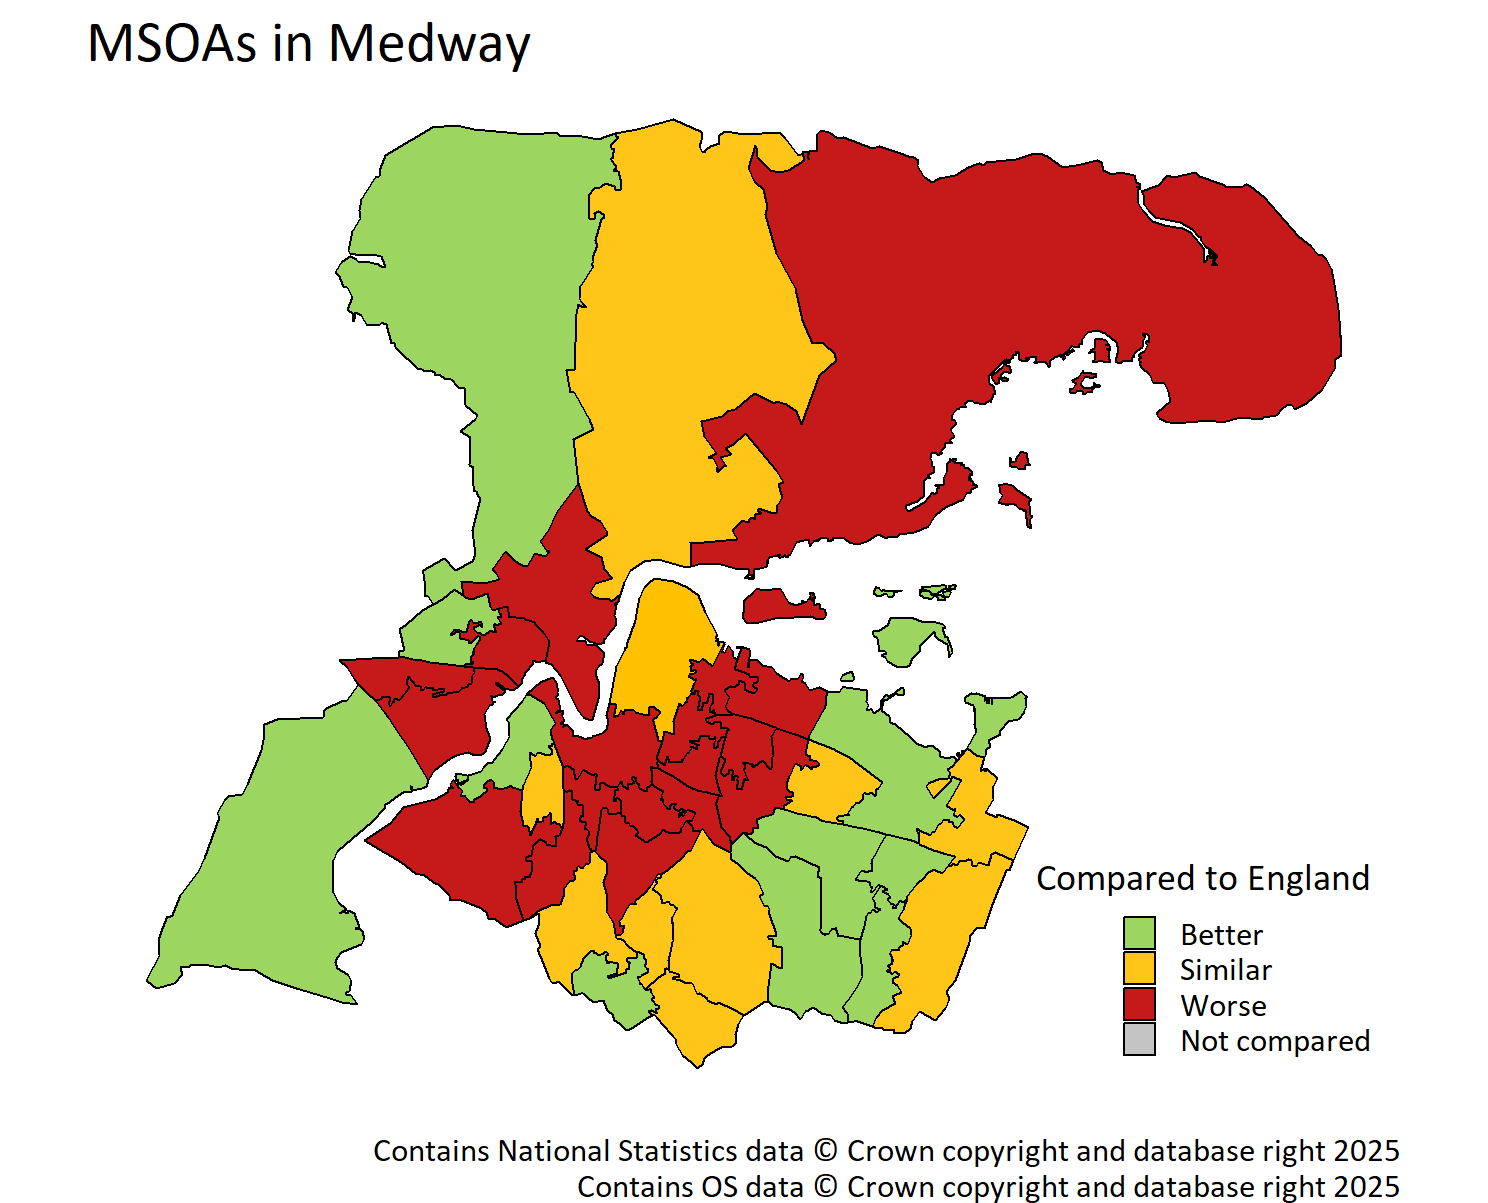 MSOAs in Medway
Compared to England
Better
Similar
Worse
Not compared
Contains National Statistics data © Crown copyright and database right 2025
Contains OS data © Crown copyright and database right 2025